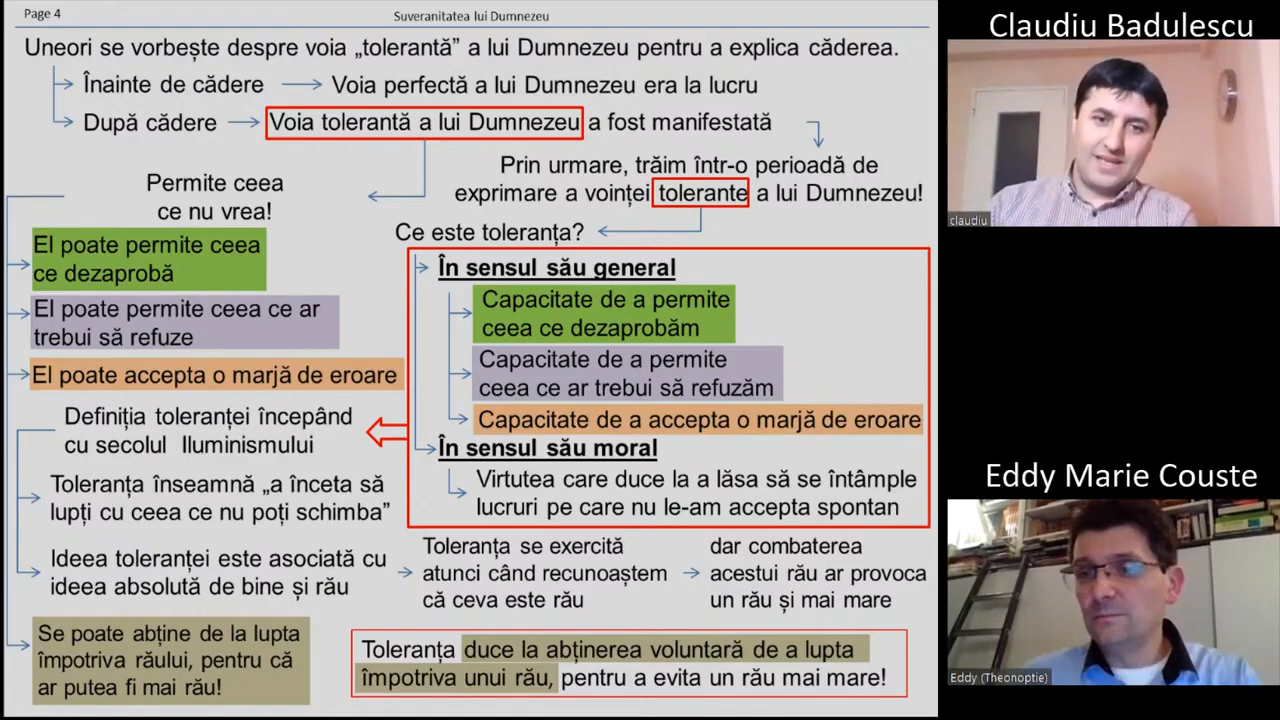 Page 4
Suveranitatea lui Dumnezeu
Uneori se vorbește despre voia „tolerantă” a lui Dumnezeu pentru a explica căderea.
Înainte de cădere
Voia perfectă a lui Dumnezeu era la lucru
După cădere
Voia tolerantă a lui Dumnezeu a fost manifestată
Prin urmare, trăim într-o perioadă de
exprimare a voinței tolerante a lui Dumnezeu!
Permite ceea
ce nu vrea!
El poate permite ceea
ce dezaprobă
El poate permite ceea ce ar
trebui să refuze
El poate accepta o marjă de eroare
Ce este toleranța?
În sensul său general
Capacitate de a permite
ceea ce dezaprobăm
Capacitate de a permite
ceea ce ar trebui să refuzăm
Capacitate de a accepta o marjă de eroare
În sensul său moral
Virtutea care duce la a lăsa să se întâmple
lucruri pe care nu le-am accepta spontan
Definiția toleranței începând
cu secolul Iluminismului
Toleranța înseamnă „a înceta să
lupți cu ceea ce nu poți schimba”
Ideea toleranței este asociată cu
ideea absolută de bine și rău
Toleranța se exercită
atunci când recunoaștem
că ceva este rău
dar combaterea
acestui rău ar provoca
un rău și mai mare
Se poate abține de la lupta
împotriva răului, pentru că
ar putea fi mai rău!
Toleranța duce la abținerea voluntară de a lupta
împotriva unui rău, pentru a evita un rău mai mare!
Claudiu Badulescu
claudiu
Eddy Marie Couste
Eddy (Theonoptie)